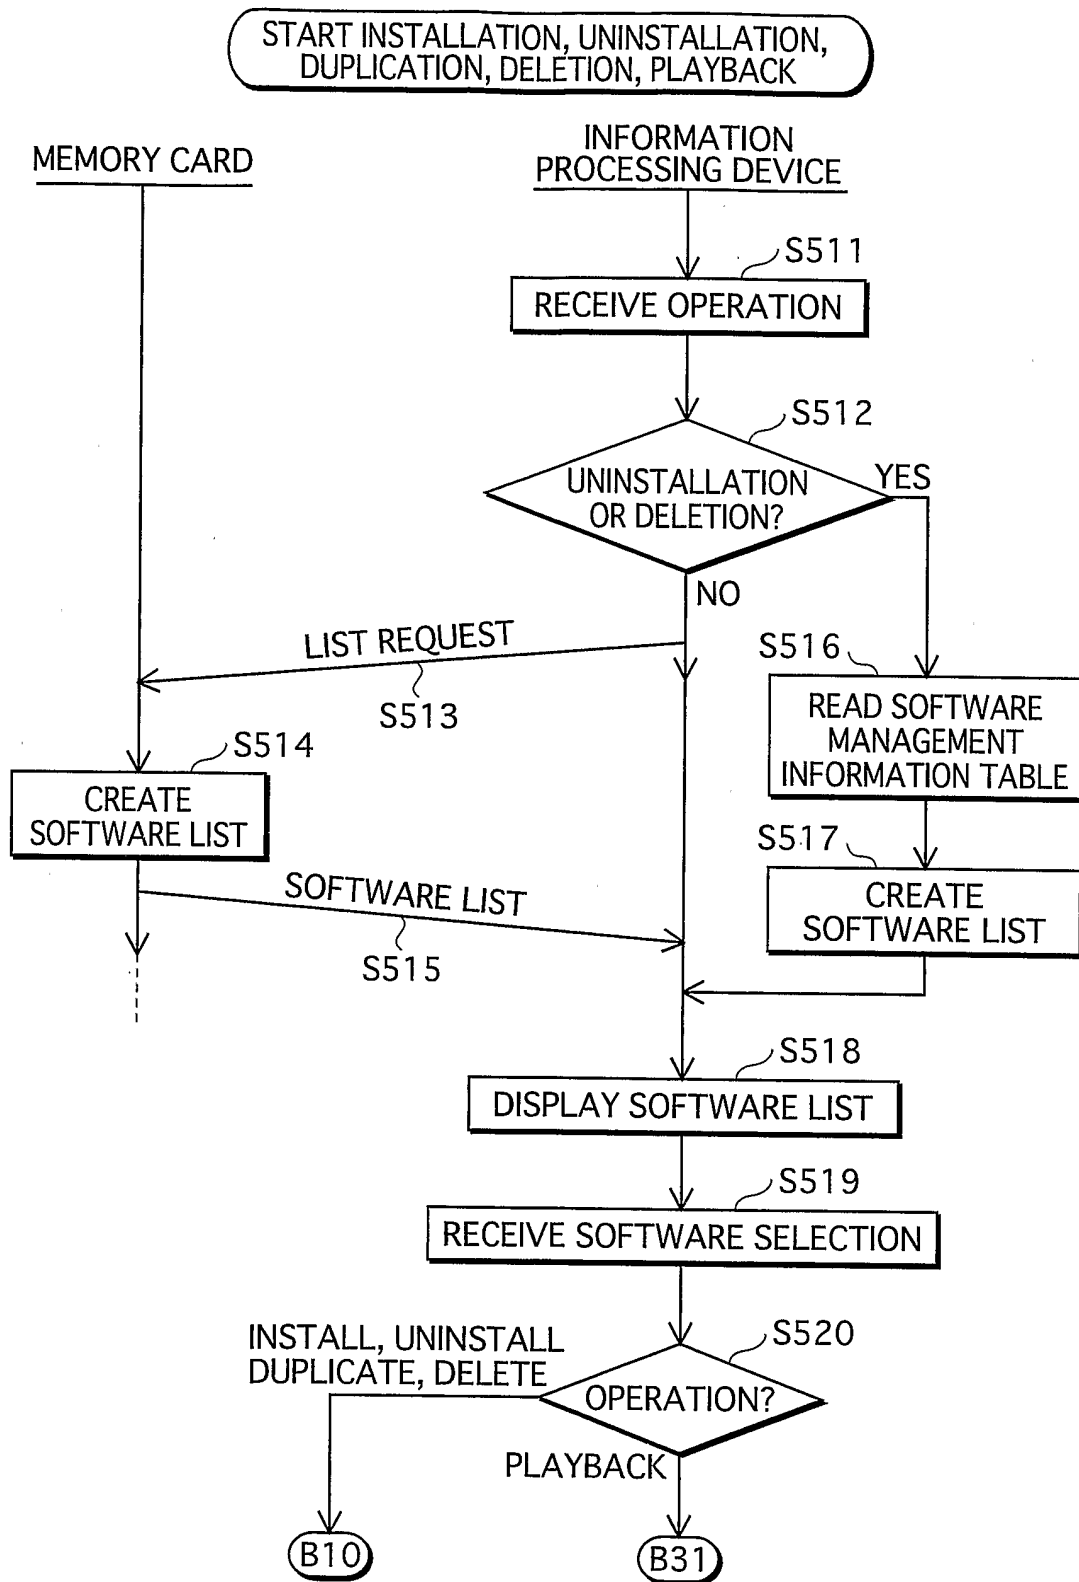 START INSTALLATION, UNINSTALLATION,
DUPLICATION, DELETION, PLAYBACK
MEMORY CARD
INFORMATION
PROCESSING DEVICE
S511
RECEIVE OPERATION
S512
UNINSTALLATION
OR DELETION?
YES
NO
LIST REQUEST
S513
S516
READ SOFTWARE
MANAGEMENT
INFORMATION TABLE
S514
CREATE
SOFTWARE LIST
S517
CREATE
SOFTWARE LIST
SOFTWARE LIST
S515
S518
DISPLAY SOFTWARE LIST
S519
RECEIVE SOFTWARE SELECTION
S520
INSTALL, UNINSTALL
DUPLICATE, DELETE
OPERATION?
PLAYBACK
B10
B31